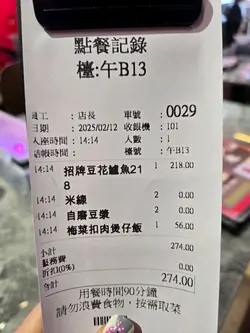 點餐記錄
檯:午B13
員工 : 店長 車號 : 0029
日期 : 2025/02/12 收銀機 : 101
入座時間 : 14:14 人數 : 1
結帳時間 : 檯號 : 午B13
14:14 招牌豆花鱸魚21 1 218.00
8
14:14 米線 2 0.00
14:14 自磨豆漿 2 0.00
14:14 梅菜扣肉煲仔飯 1 56.00
小計 274.00
服務費 0.00
折扣(0%) 0.00
合計 274.00
用餐時間90分鐘
請勿浪費食物，按需取菜